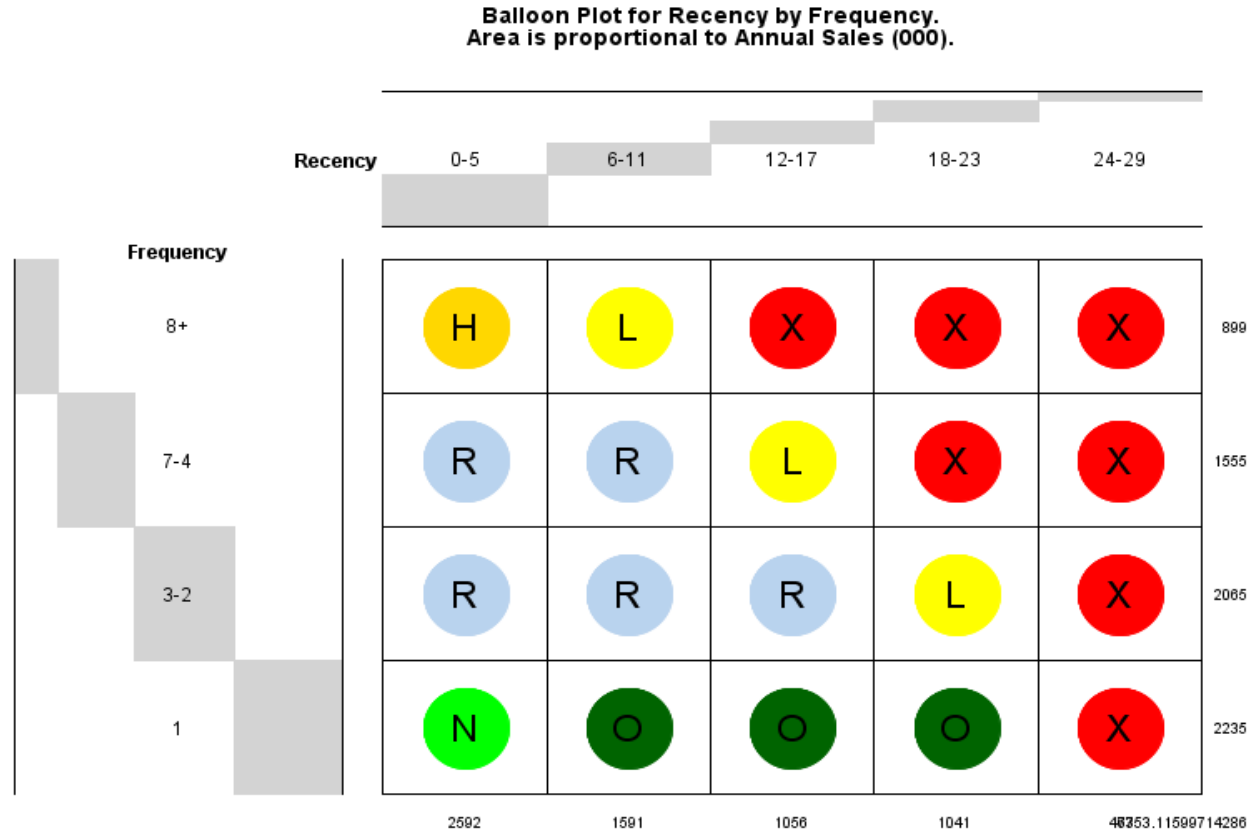 Balloon Plot for Recency by Frequency.
Area is proportional to Annual Sales (000).
Recency 0-5 6-11 12-17 18-23 24-29
Frequency
8+ H L X X X 899
7-4 R R L X X 1555
3-2 R R R L X 2065
1 N O O O X 2235
2592 1591 1056 1041